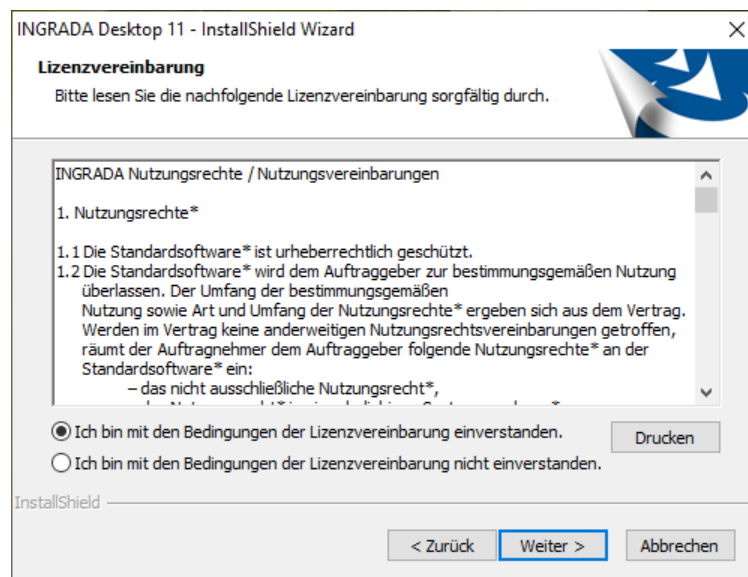 INGRADA Desktop 11 - InstallShield Wizard
Lizenzvereinbarung
Bitte lesen Sie die nachfolgende Lizenzvereinbarung sorgfältig durch.
INGRADA Nutzungsrechte / Nutzungsvereinbarungen
1. Nutzungsrechte*
1.1 Die Standardsoftware* ist urheberrechtlich geschützt.
1.2 Die Standardsoftware* wird dem Auftraggeber zur bestimmungsgemäßen Nutzung
überlassen. Der Umfang der bestimmungsgemäßen
Nutzung sowie Art und Umfang der Nutzungsrechte* ergeben sich aus dem Vertrag.
Werden im Vertrag keine anderweitigen Nutzungsrechtsvereinbarungen getroffen,
räumt der Auftragnehmer dem Auftraggeber folgende Nutzungsrechte* an der
Standardsoftware* ein:
– das nicht ausschließliche Nutzungsrecht*,
Ich bin mit den Bedingungen der Lizenzvereinbarung einverstanden.
Drucken
Ich bin mit den Bedingungen der Lizenzvereinbarung nicht einverstanden.
InstallShield
< Zurück
Weiter >
Abbrechen